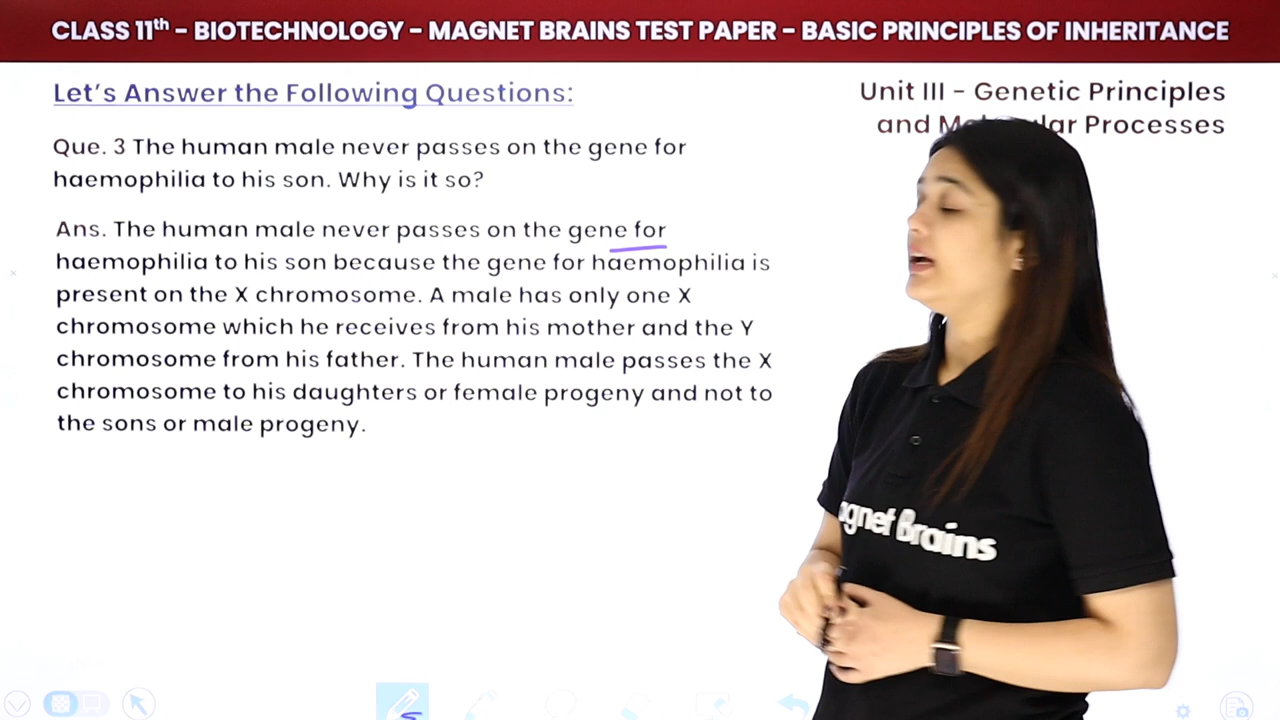 CLASS 11th - BIOTECHNOLOGY - MAGNET BRAINS TEST PAPER - BASIC PRINCIPLES OF INHERITANCE
Let's Answer the Following Questions:
Unit III - Genetic Principles
and Processes
Que. 3 The human male never passes on the gene for
haemophilia to his son. Why is it so?
Ans. The human male never passes on the gene for
haemophilia to his son because the gene for haemophilia is
present on the X chromosome. A male has only one X
chromosome which he receives from his mother and the Y
chromosome from his father. The human male passes the X
chromosome to his daughters or female progeny and not to
the sons or male progeny.
Brains